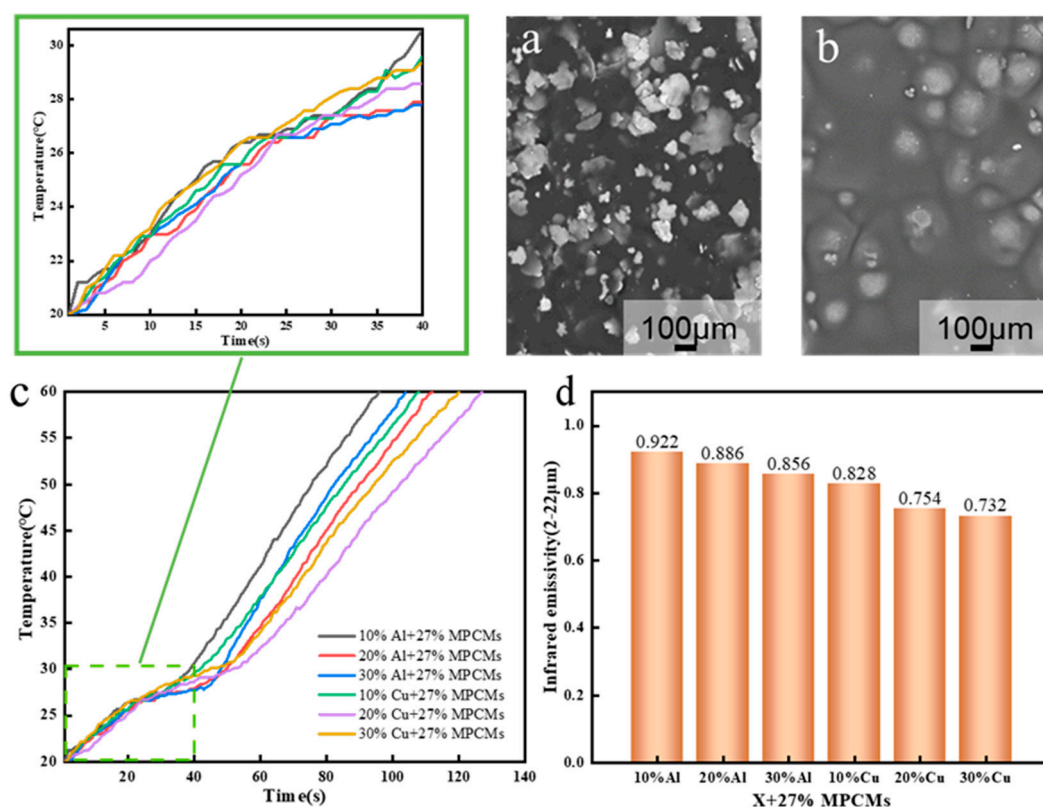 30
28
26
24
22
20
Temperature(°C)
5
10
15
20
25
30
35
40
Time(s)
a
100μm
b
100μm
c
60
55
50
45
40
35
30
25
20
Temperature(°C)
10% Al+27% MPCMs
20% Al+27% MPCMs
30% Al+27% MPCMs
10% Cu+27% MPCMs
20% Cu+27% MPCMs
30% Cu+27% MPCMs
20
40
60
80
100
120
140
Time(s)
d
1.0
0.8
0.6
0.4
0.2
0.0
Infrared emissivity(2-22μm)
0.922
0.886
0.856
0.828
0.754
0.732
10%Al
20%Al
30%Al
10%Cu
20%Cu
30%Cu
X+27% MPCMs